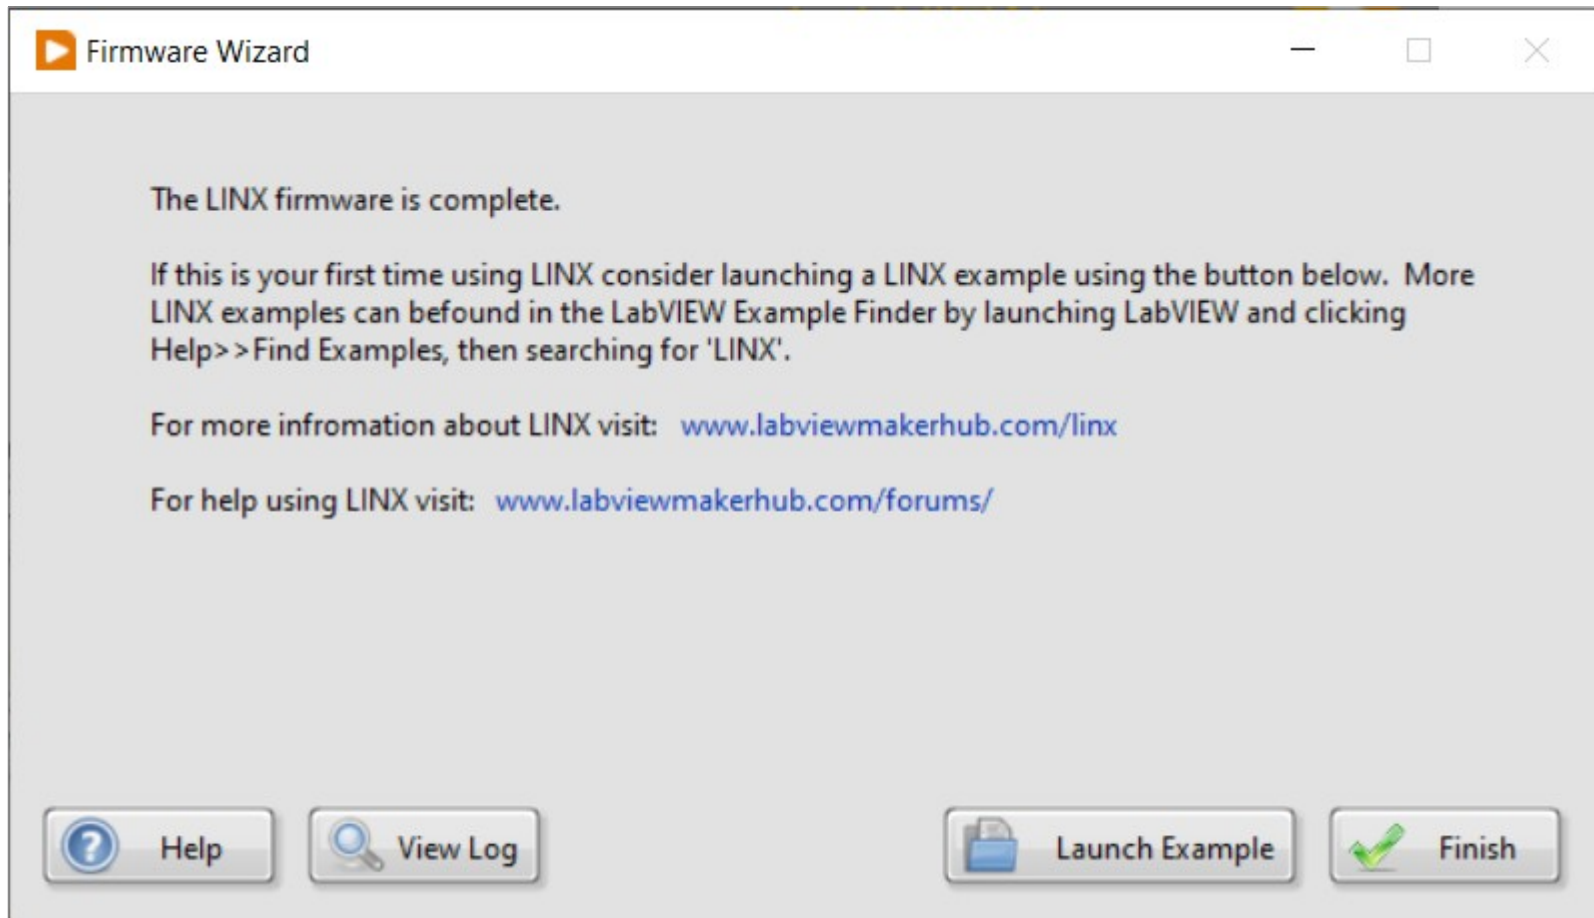 Firmware Wizard
The LINX firmware is complete.
If this is your first time using LINX consider launching a LINX example using the button below.  More
LINX examples can befound in the LabVIEW Example Finder by launching LabVIEW and clicking
Help>>Find Examples, then searching for 'LINX'.
For more infromation about LINX visit:   www.labviewmakerhub.com/linx
For help using LINX visit:   www.labviewmakerhub.com/forums/
Help
View Log
Launch Example
Finish